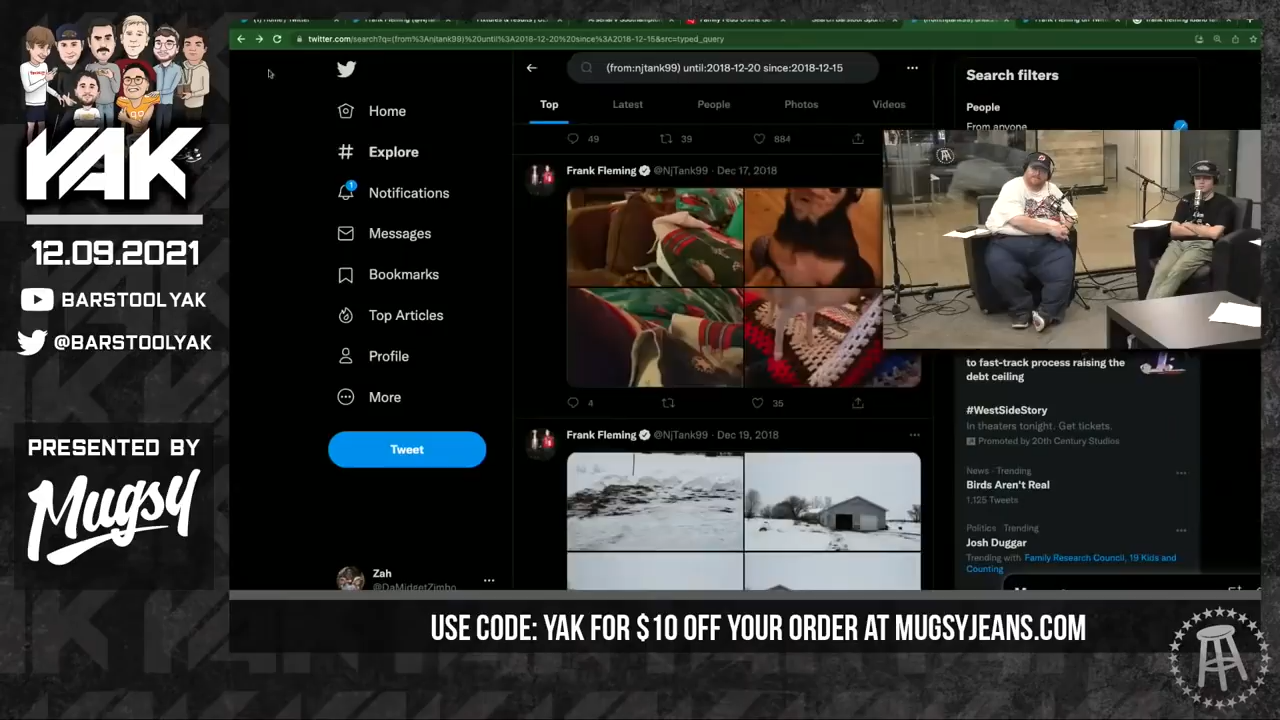 YAK
12.09.2021
BARSTOOLYAK
@BARSTOOLYAK
PRESENTED BY
Mugsy
twitter.com/search?q=(from%3Anjtank99)%20until%3A2018-12-20%20since%3A2018-12-15&src=typed_query
(from:njtank99) until:2018-12-20 since:2018-12-15
Top
Latest
People
Photos
Videos
Home
Explore
Notifications
1
Messages
Bookmarks
Top Articles
Profile
More
Tweet
Zah
@DaMidgetZimbo
49
39
884
Frank Fleming @NjTank99 · Dec 17, 2018
4
35
Frank Fleming @NjTank99 · Dec 19, 2018
Search filters
People
From anyone
to fast-track process raising the
debt ceiling
#WestSideStory
In theaters tonight. Get tickets.
Promoted by 20th Century Studios
News · Trending
Birds Aren't Real
1,125 Tweets
Politics · Trending
Josh Duggar
Trending with Family Research Council, 19 Kids and
Counting
USE CODE: YAK FOR $10 OFF YOUR ORDER AT MUGSYJEANS.COM